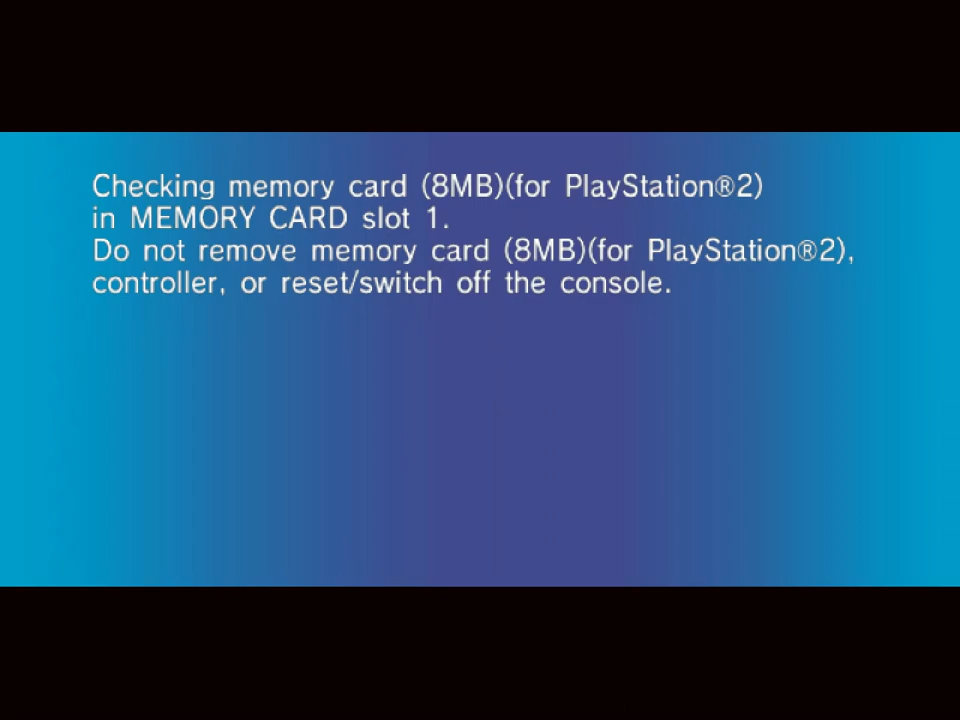 Checking memory card (8MB)(for PlayStation®2)
in MEMORY CARD slot 1.
Do not remove memory card (8MB)(for PlayStation®2),
controller, or reset/switch off the console.